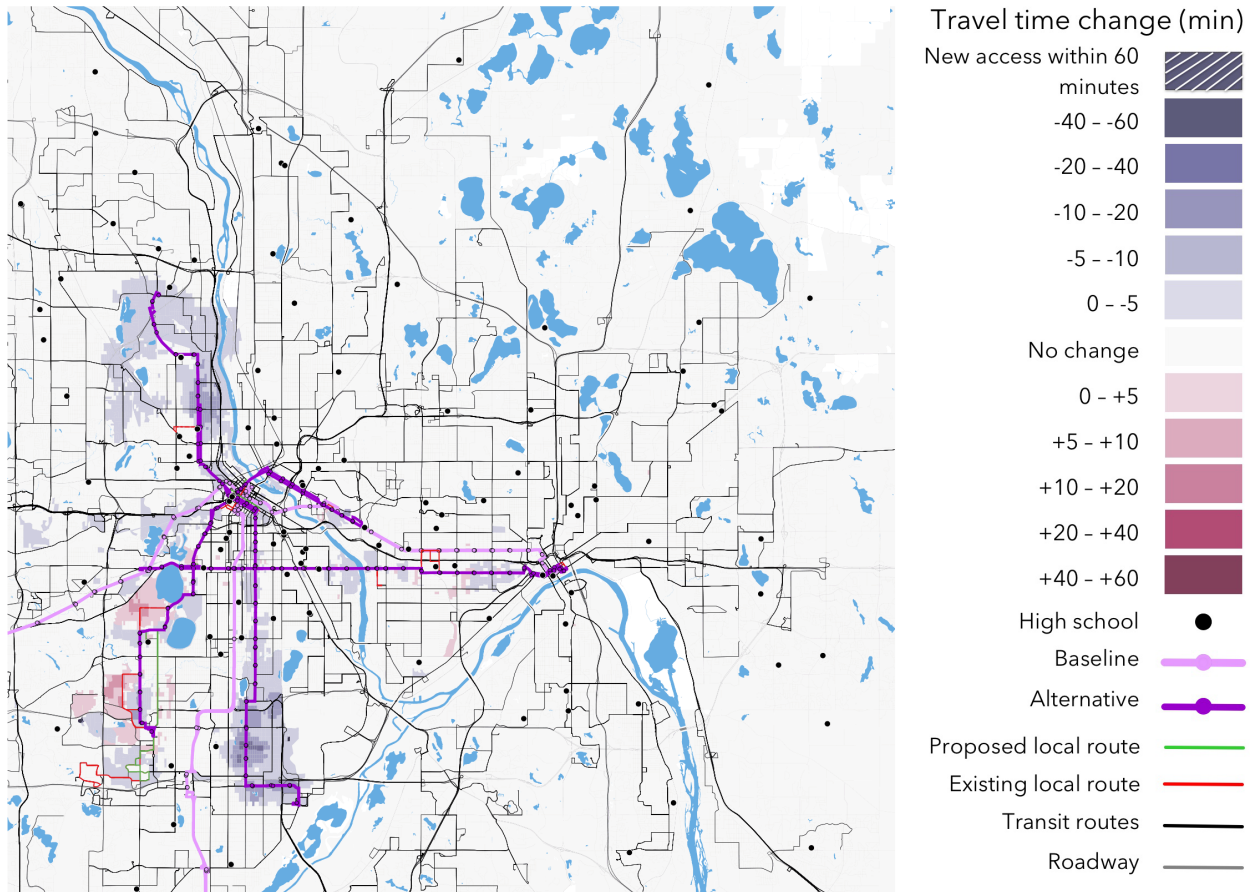 Travel time change (min)
New access within 60
minutes
-40 – -60
-20 – -40
-10 – -20
-5 – -10
0 – -5
No change
0 – +5
+5 – +10
+10 – +20
+20 – +40
+40 – +60
High school
Baseline
Alternative
Proposed local route
Existing local route
Transit routes
Roadway